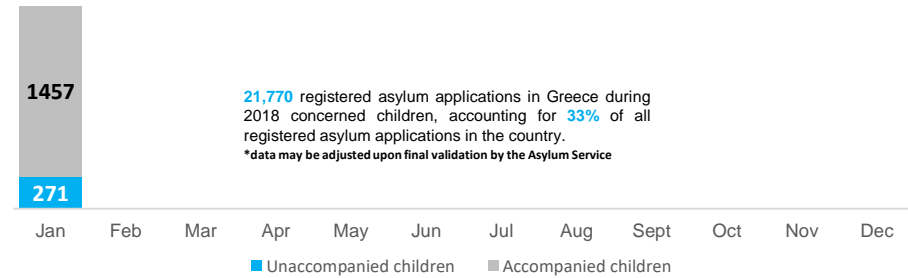 1457
21,770 registered asylum applications in Greece during
2018 concerned children, accounting for 33% of all
registered asylum applications in the country.
*data may be adjusted upon final validation by the Asylum Service
271
Jan Feb Mar Apr May Jun Jul Aug Sept Oct Nov Dec
Unaccompanied children Accompanied children